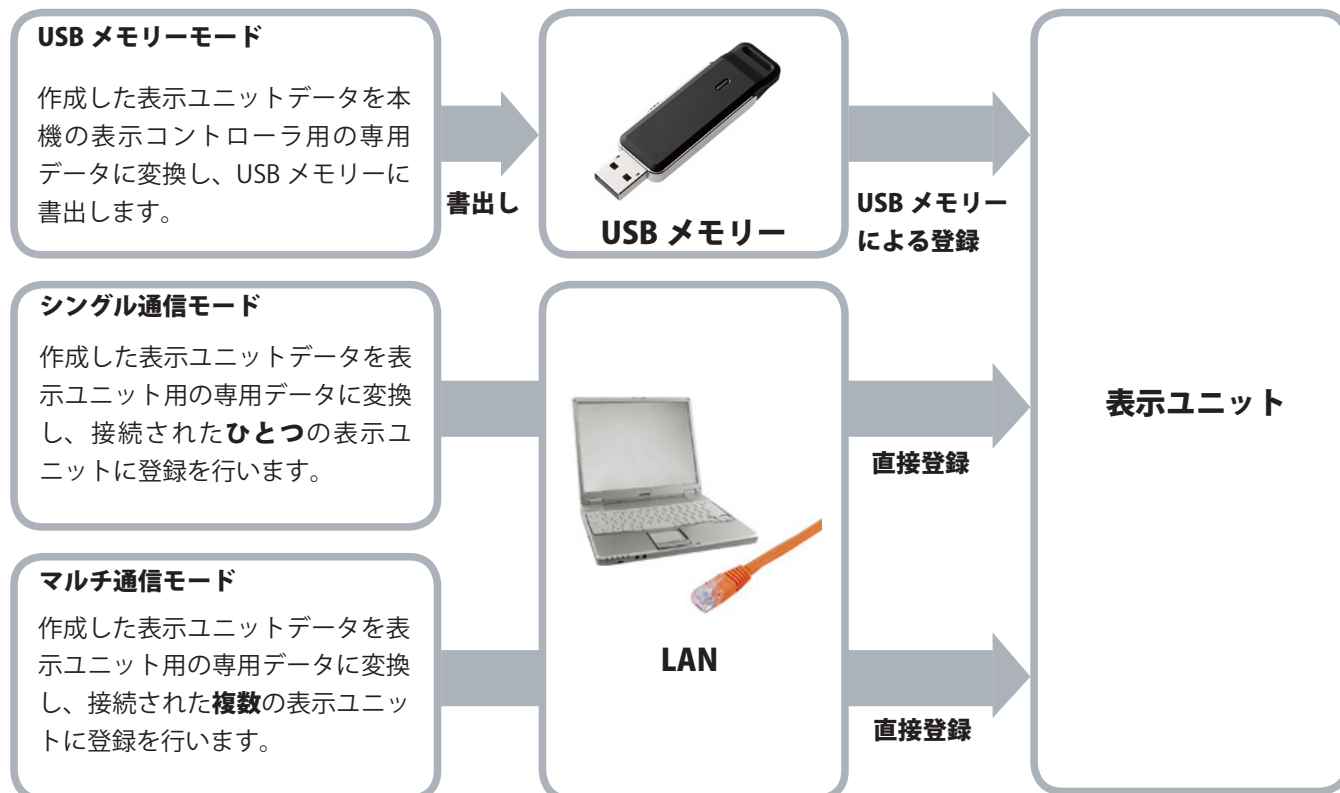 USB メモリーモード
作成した表示ユニットデータを本
機の表示コントローラ用の専用
データに変換し、USB メモリーに
書出します。
書出し
USB メモリー
USB メモリー
による登録
シングル通信モード
作成した表示ユニットデータを表
示ユニット用の専用データに変換
し、接続されたひとつの表示ユ
ニットに登録を行います。
直接登録
表示ユニット
マルチ通信モード
作成した表示ユニットデータを表
示ユニット用の専用データに変換
し、接続された複数の表示ユニッ
トに登録を行います。
LAN
直接登録